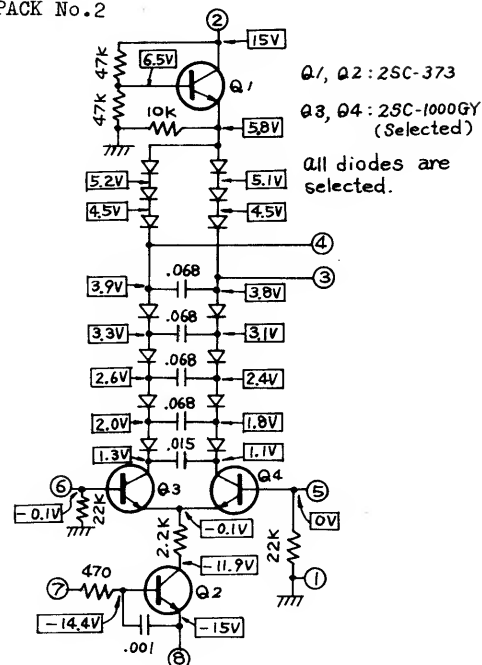 PACK No.2
②
15V
47K
6.5V
Q1
47K
10K
5.8V
Q1, Q2 : 2SC-373
Q3, Q4 : 2SC-1000GY
(Selected)
All diodes are
selected.
5.2V
5.1V
4.5V
4.5V
④
③
.068
3.9V
3.8V
.068
3.3V
3.1V
.068
2.6V
2.4V
.068
2.0V
1.8V
.015
1.3V
1.1V
⑥
Q3
Q4
⑤
-0.1V
22K
-0.1V
0V
2.2K
22K
-11.9V
①
⑦
470
Q2
-14.4V
-15V
.001
⑧